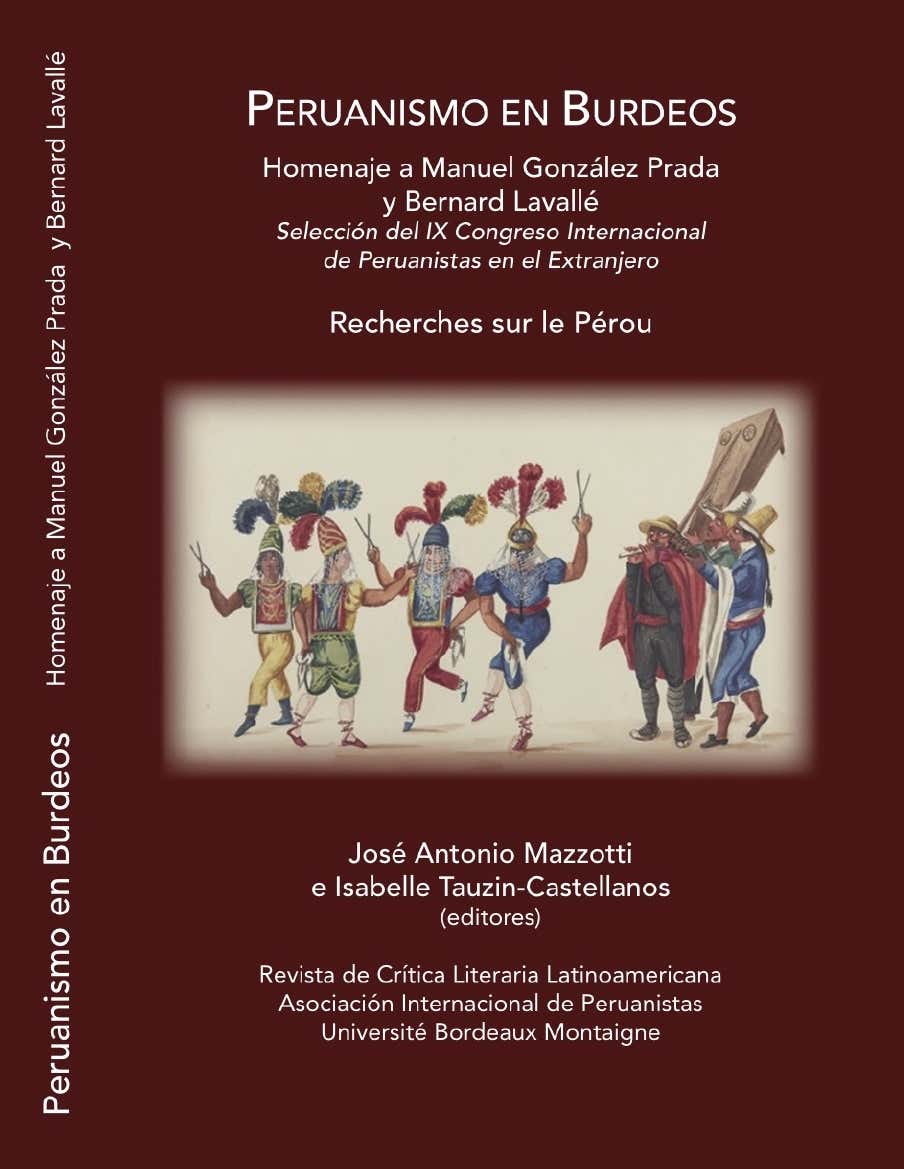 Peruanismo en Burdeos Homenaje a Manuel González Prada y Bernard Lavallé
PERUANISMO EN BURDEOS
Homenaje a Manuel González Prada
y Bernard Lavallé
Selección del IX Congreso Internacional
de Peruanistas en el Extranjero
Recherches sur le Pérou
José Antonio Mazzotti
e Isabelle Tauzin-Castellanos
(editores)
Revista de Crítica Literaria Latinoamericana
Asociación Internacional de Peruanistas
Université Bordeaux Montaigne